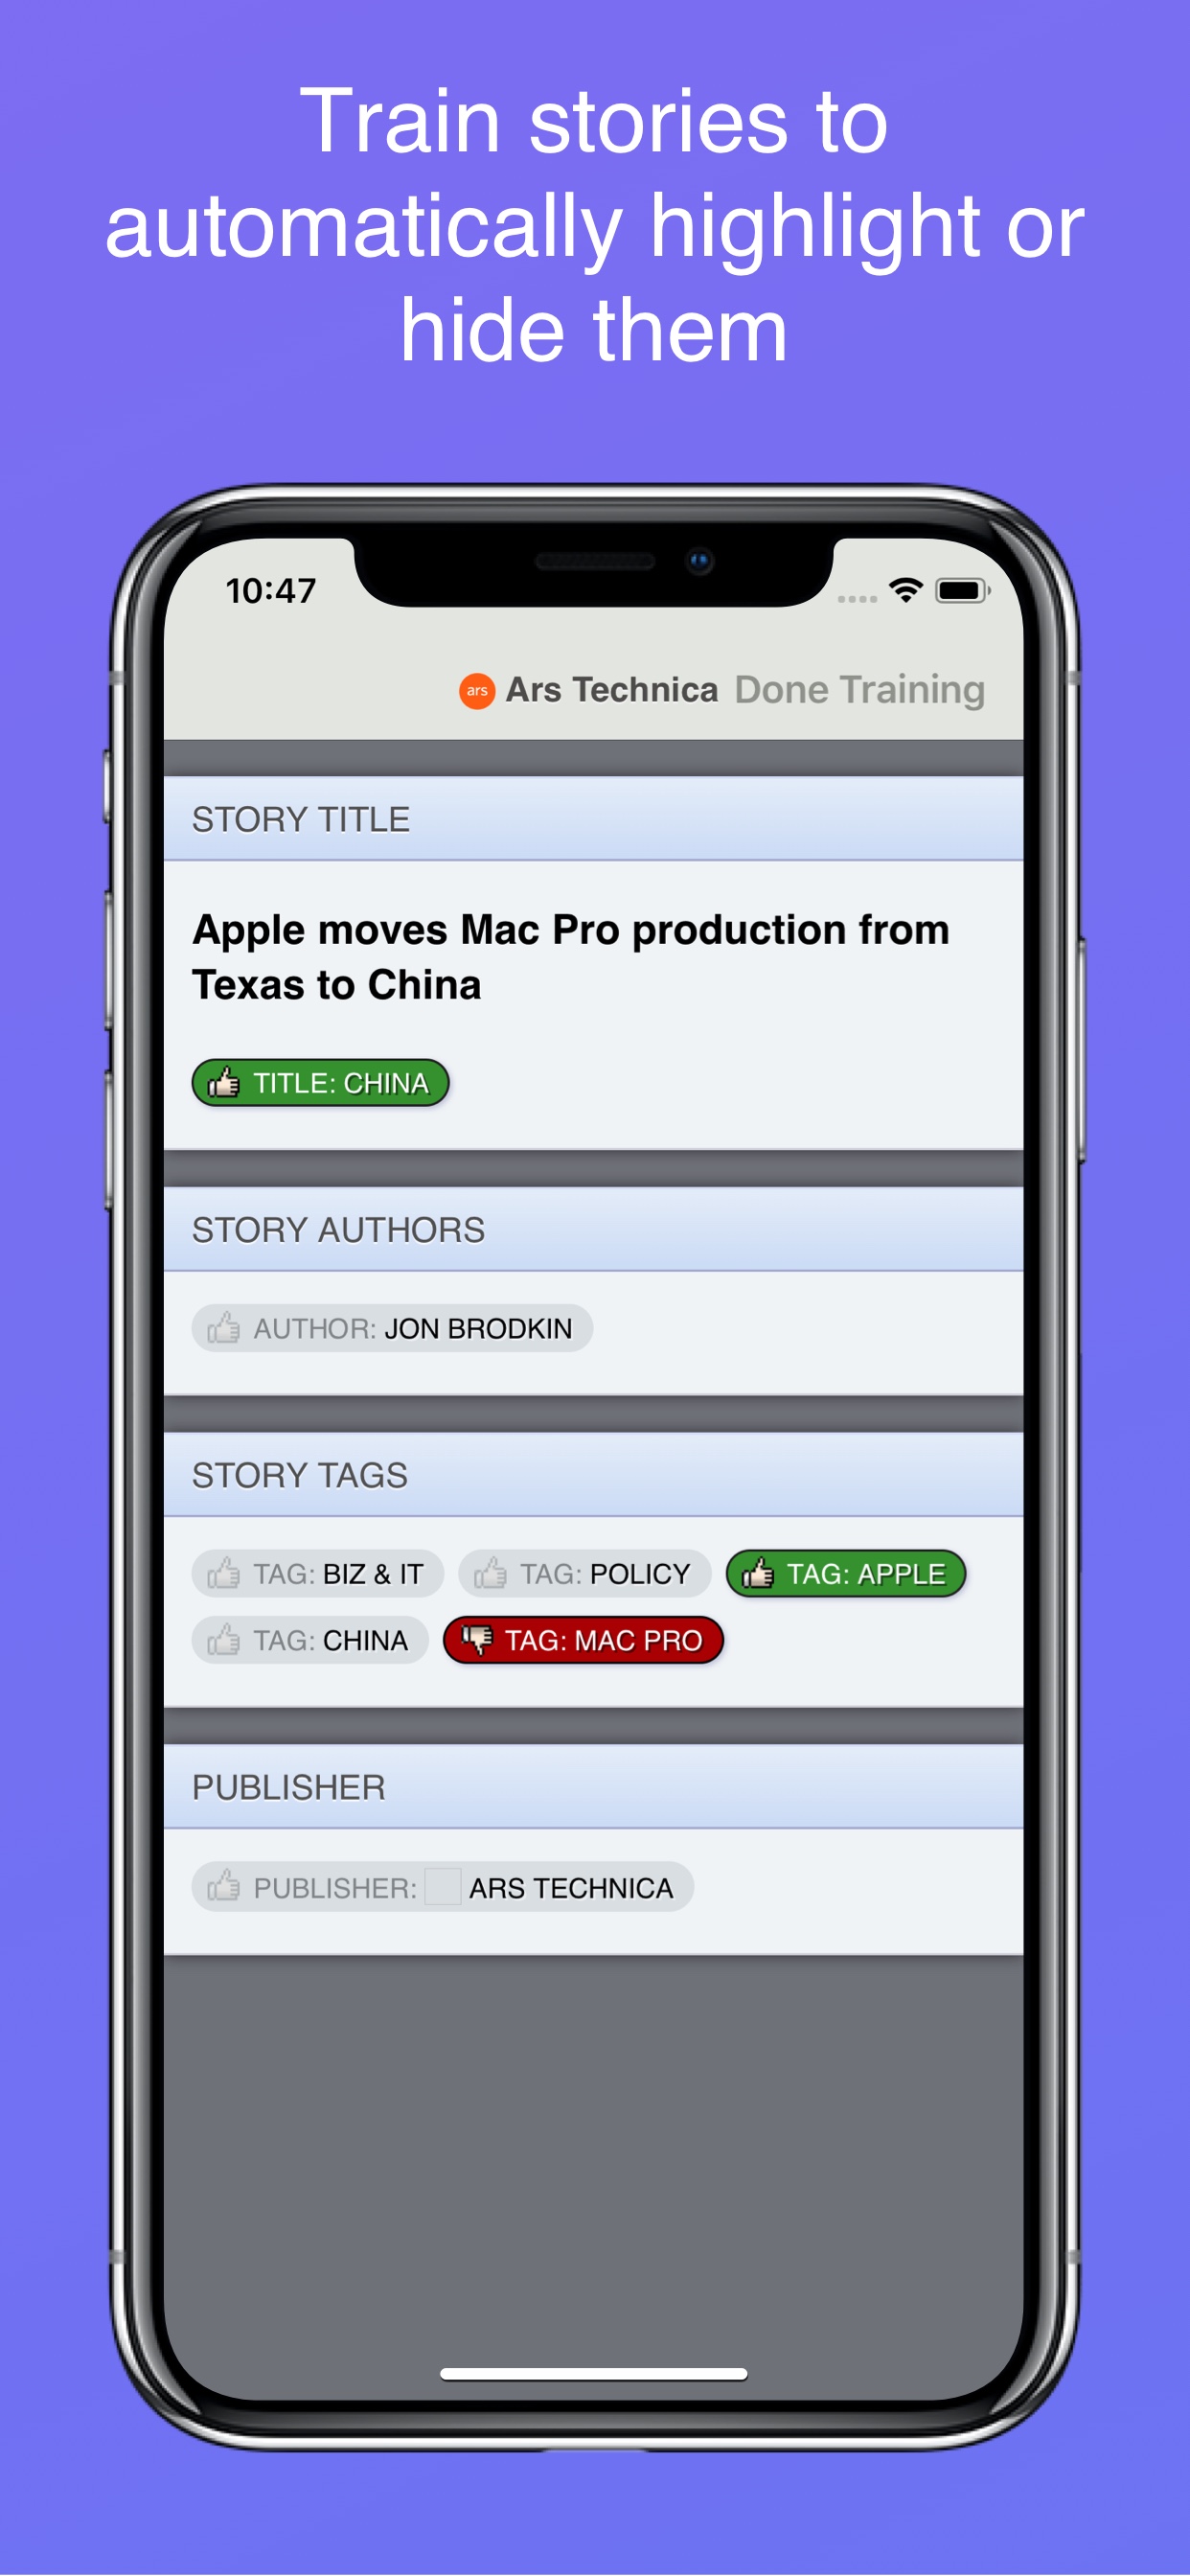 Train stories to
automatically highlight or
hide them
10:47
ars Ars Technica Done Training
STORY TITLE
Apple moves Mac Pro production from
Texas to China
TITLE: CHINA
STORY AUTHORS
AUTHOR: JON BRODKIN
STORY TAGS
TAG: BIZ & IT TAG: POLICY TAG: APPLE
TAG: CHINA TAG: MAC PRO
PUBLISHER
PUBLISHER: ARS TECHNICA